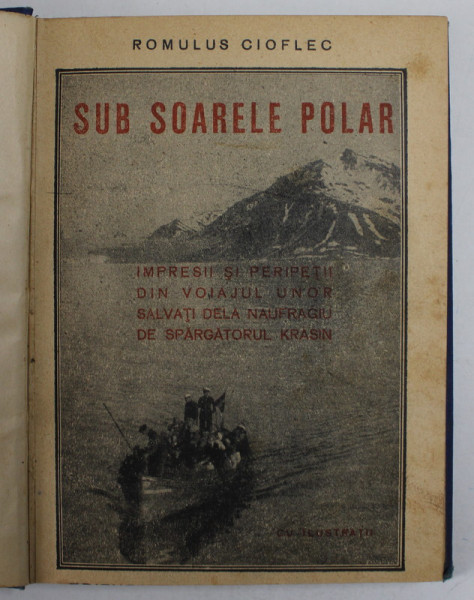 ROMULUS CIOFLEC
SUB SOARELE POLAR
IMPRESII ȘI PERIPEȚII
DIN VOJAJUL UNOR
SALVAȚI DELA NAUFRAGIU
DE SPĂRGĂTORUL KRASIN
CU ILUSTRAȚII